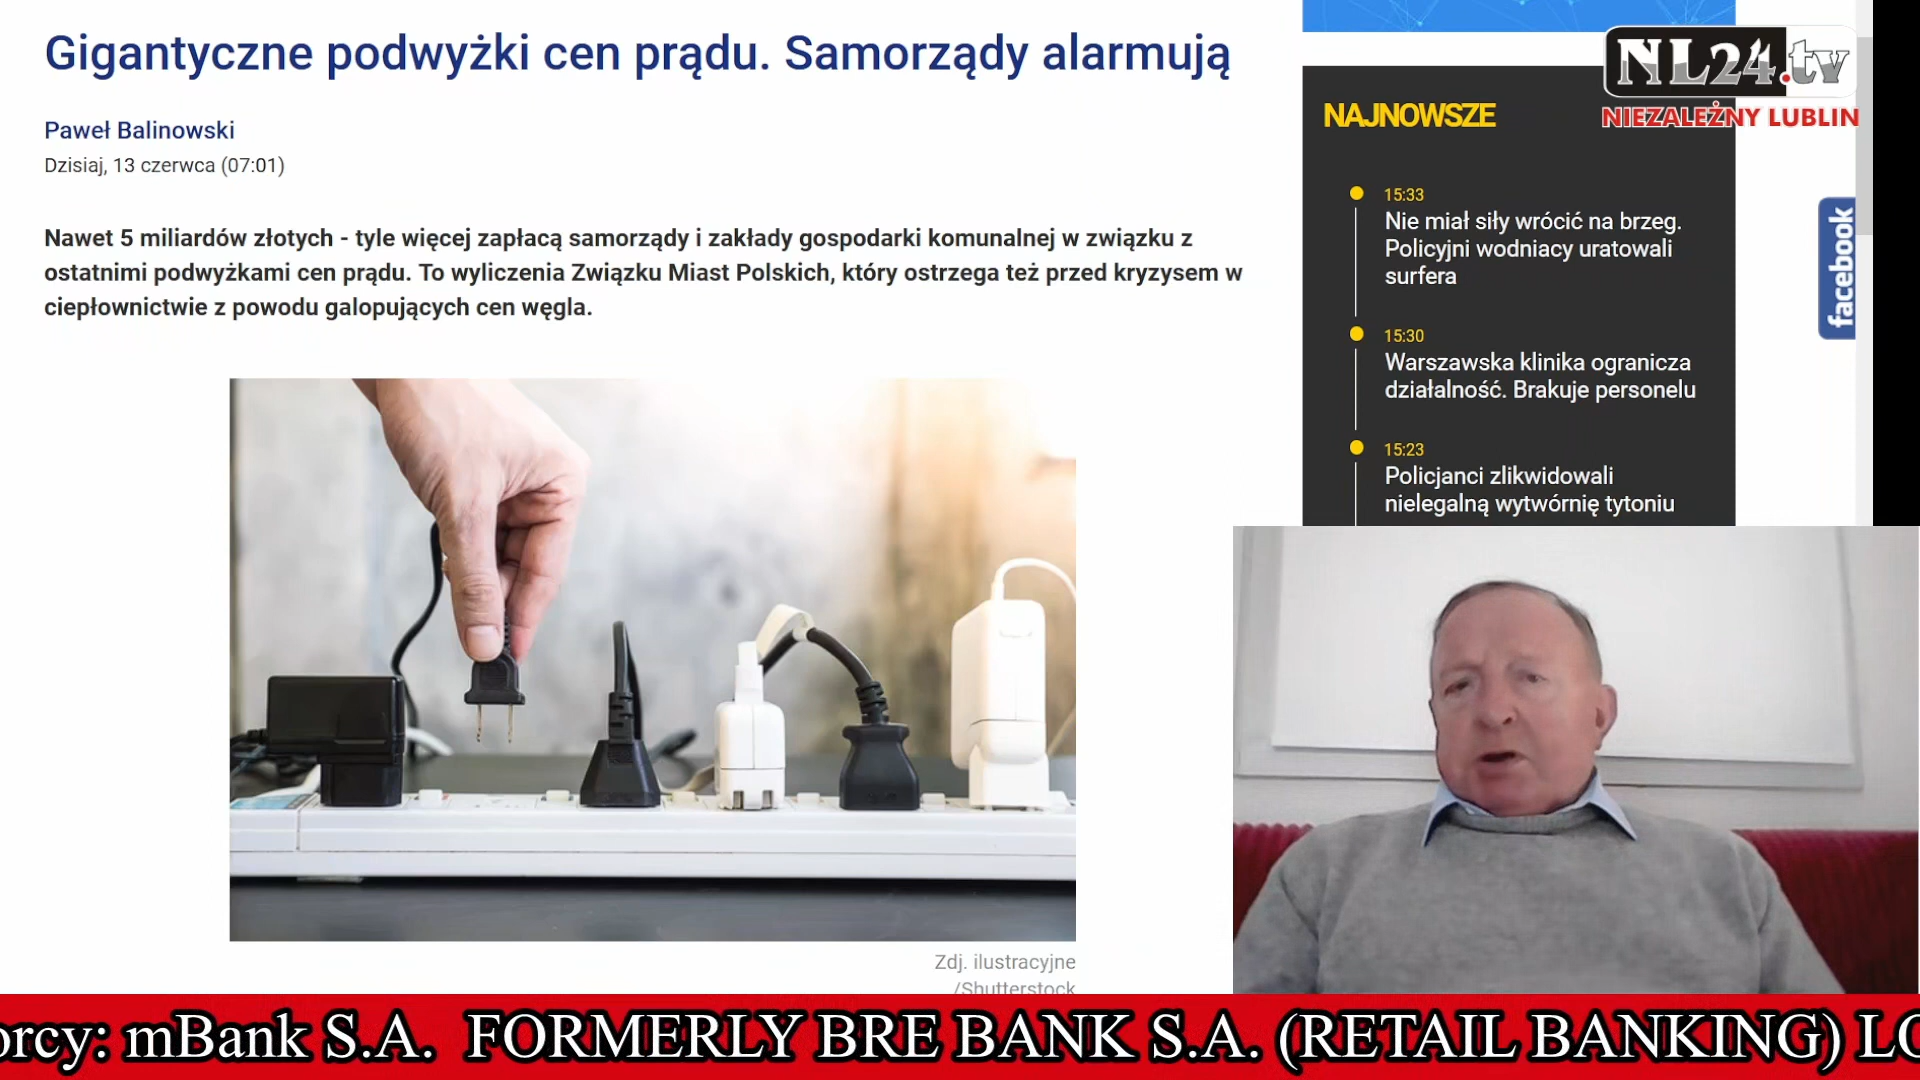 Gigantyczne podwyżki cen prądu. Samorządy alarmują
Paweł Balinowski
Dzisiaj, 13 czerwca (07:01)
Nawet 5 miliardów złotych - tyle więcej zapłacą samorządy i zakłady gospodarki komunalnej w związku z
ostatnimi podwyżkami cen prądu. To wyliczenia Związku Miast Polskich, który ostrzega też przed kryzysem w
ciepłownictwie z powodu galopujących cen węgla.
Zdj. ilustracyjne
/Shutterstock
NL24.tv
NIEZALEŻNY LUBLIN
NAJNOWSZE
15:33
Nie miał siły wrócić na brzeg.
Policyjni wodniacy uratowali
surfera
15:30
Warszawska klinika ogranicza
działalność. Brakuje personelu
15:23
Policjanci zlikwidowali
nielegalną wytwórnię tytoniu
facebook
orcy: mBank S.A. FORMERLY BRE BANK S.A. (RETAIL BANKING) LO